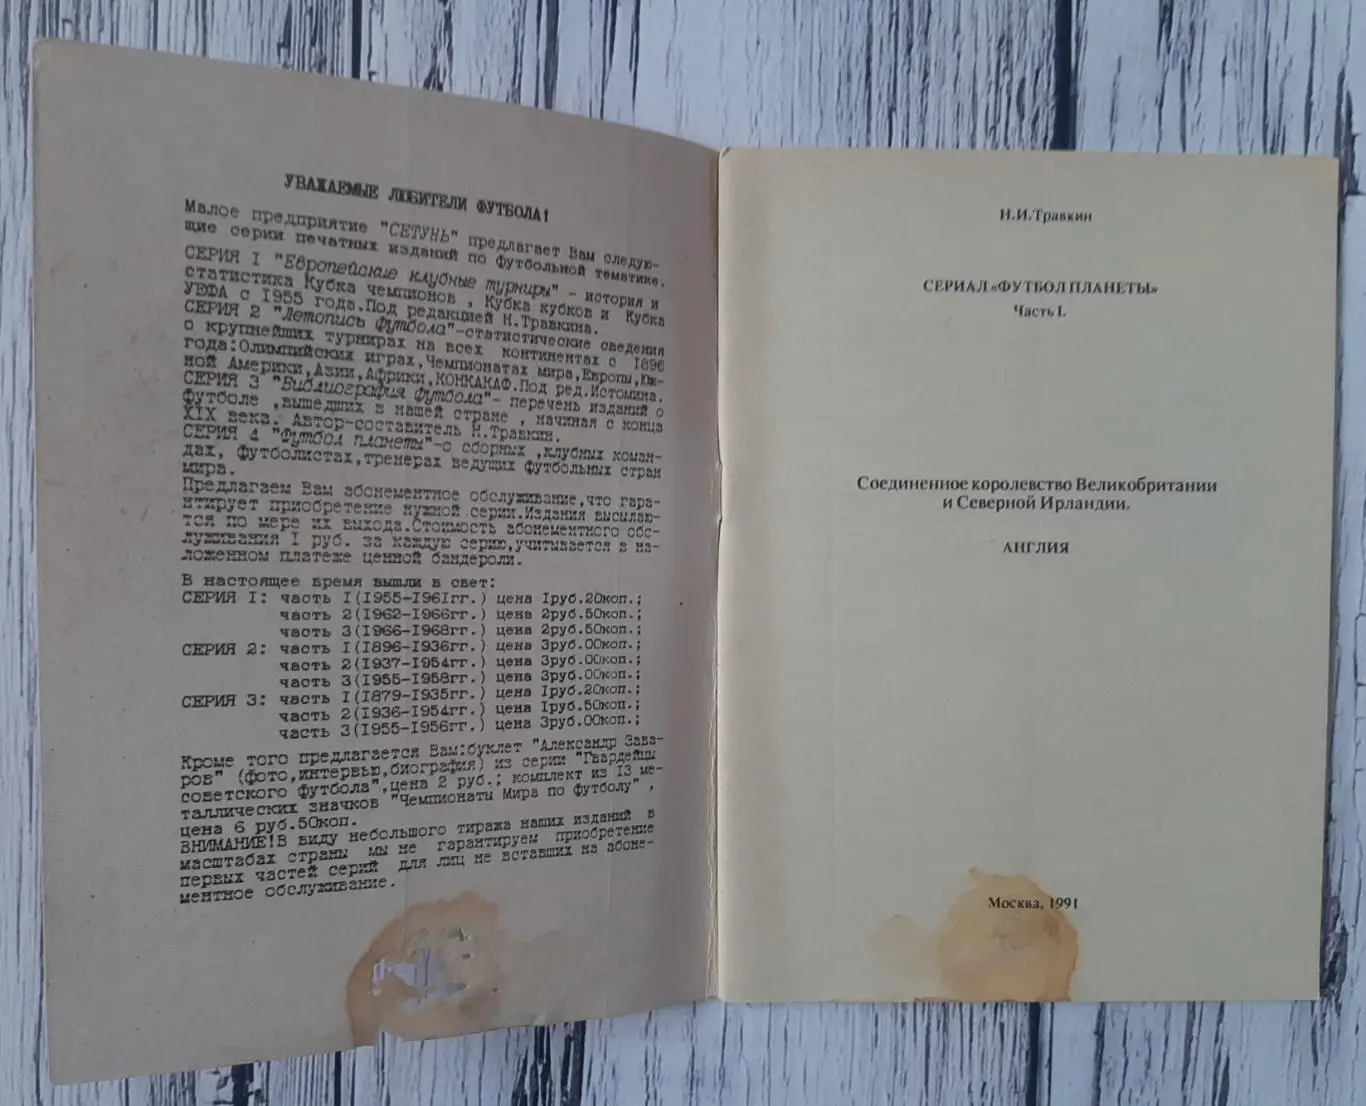 УВАЖАЕМЫЕ ЛЮБИТЕЛИ ФУТБОЛА!
Малое предприятие "СЕТУНЬ" предлагает Вам следую-
щие серии печатных изданий по футбольной тематике.
СЕРИЯ I "Европейские клубные турниры" - история и
статистика Кубка чемпионов , Кубка кубков и Кубка
УЕФА с 1955 года.Под редакцией Н.Травкина.
СЕРИЯ 2 "Летопись футбола"-статистические сведения
о крупнейших турнирах на всех континентах с 1896
года:Олимпийских играх,Чемпионатах мира,Европы,Юж-
ной Америки,Азии,Африки,КОНКАКАФ.Под ред.Истомина.
СЕРИЯ 3 "Библиография футбола"- перечень изданий о
футболе ,вышедших в нашей стране , начиная с конца
XIX века. Автор-составитель Н.Травкин.
СЕРИЯ 4 "Футбол планеты"-о сборных ,клубных коман-
дах, футболистах,тренерах ведущих футбольных стран
мира.
Предлагаем Вам абонементное обслуживание,что гара-
нтирует приобретение нужной серии.Издания высылаю-
тся по мере их выхода.Стоимость абонементного обс-
луживания I руб. за каждую серию,учитывается в на-
ложенном платеже ценной бандероли.
В настоящее время вышли в свет:
СЕРИЯ I: часть I(1955-1961гг.) цена 1руб.20коп.;
часть 2(1962-1966гг.) цена 2руб.50коп.;
часть 3(1966-1968гг.) цена 2руб.50коп.;
СЕРИЯ 2: часть I(1896-1936гг.) цена 3руб.00коп.;
часть 2(1937-1954гг.) цена 3руб.00коп.;
часть 3(1955-1958гг.) цена 3руб.00коп.;
СЕРИЯ 3: часть I(1879-1935гг.) цена 1руб.20коп.;
часть 2(1936-1954гг.) цена 1руб.50коп.;
часть 3(1955-1956гг.) цена 3руб.00коп.;
Кроме того предлагается Вам:буклет "Александр Зава-
ров" (фото,интервью,биография) из серии "Гвардейцы
советского футбола",цена 2 руб.; комплект из 13 ме-
таллических значков "Чемпионаты Мира по футболу" ,
цена 6 руб.50коп.
ВНИМАНИЕ!В виду небольшого тиража наших изданий в
масштабах страны мы не гарантируем приобретение
первых частей серий для лиц не вставших на абоне-
ментное обслуживание.
Н.И.Травкин
СЕРИАЛ «ФУТБОЛ ПЛАНЕТЫ»
Часть I.
Соединенное королевство Великобритании
и Северной Ирландии.
АНГЛИЯ
Москва, 1991